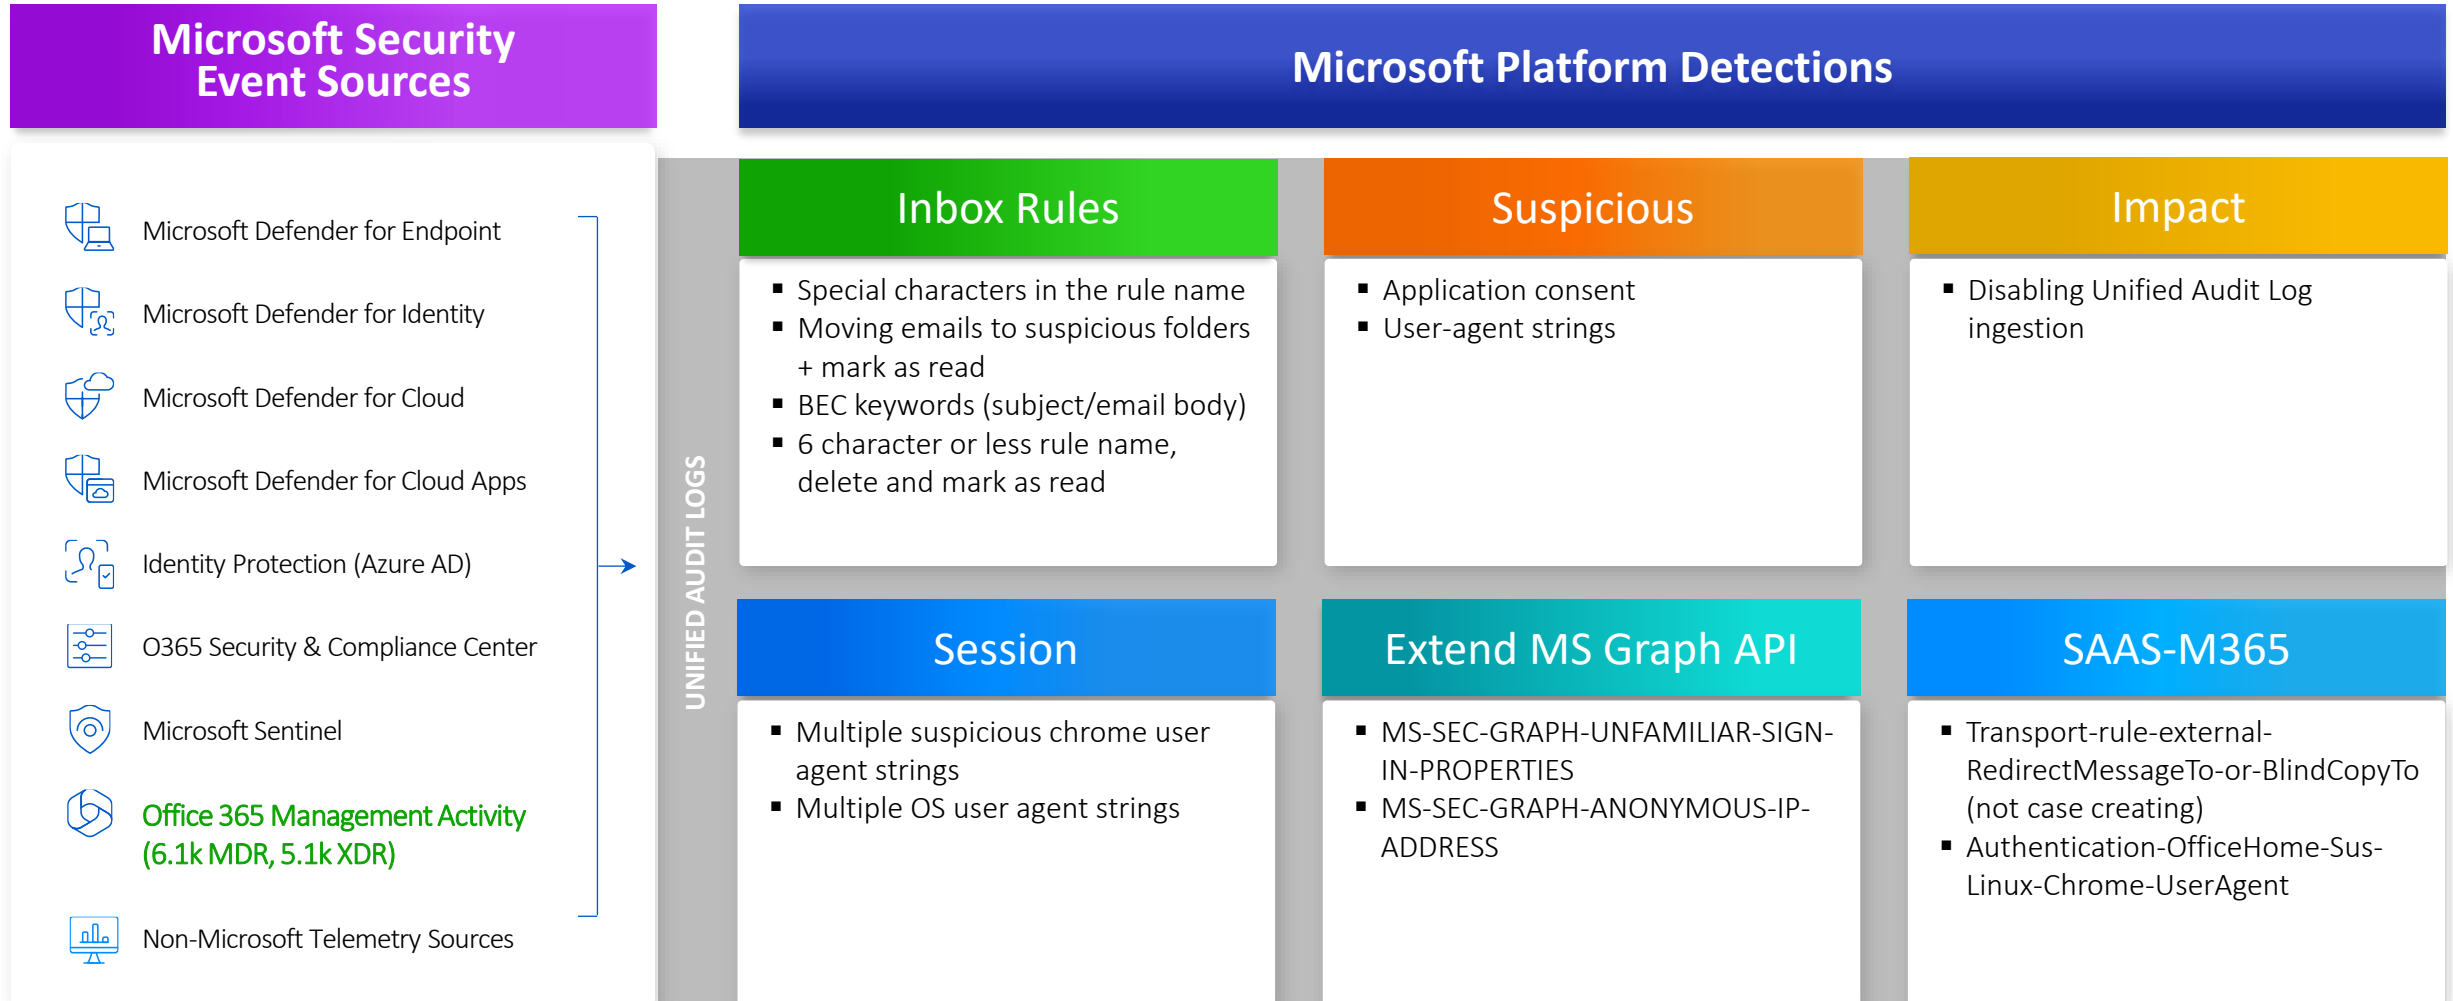 Microsoft Security
Event Sources
Microsoft Defender for Endpoint
Microsoft Defender for Identity
Microsoft Defender for Cloud
Microsoft Defender for Cloud Apps
Identity Protection (Azure AD)
O365 Security & Compliance Center
Microsoft Sentinel
Office 365 Management Activity
(6.1k MDR, 5.1k XDR)
Non-Microsoft Telemetry Sources
UNIFIED AUDIT LOGS
Microsoft Platform Detections
Inbox Rules
▪ Special characters in the rule name
▪ Moving emails to suspicious folders
+ mark as read
▪ BEC keywords (subject/email body)
▪ 6 character or less rule name,
delete and mark as read
Suspicious
▪ Application consent
▪ User-agent strings
Impact
▪ Disabling Unified Audit Log
ingestion
Session
▪ Multiple suspicious chrome user
agent strings
▪ Multiple OS user agent strings
Extend MS Graph API
▪ MS-SEC-GRAPH-UNFAMILIAR-SIGN-
IN-PROPERTIES
▪ MS-SEC-GRAPH-ANONYMOUS-IP-
ADDRESS
SAAS-M365
▪ Transport-rule-external-
RedirectMessageTo-or-BlindCopyTo
(not case creating)
▪ Authentication-OfficeHome-Sus-
Linux-Chrome-UserAgent